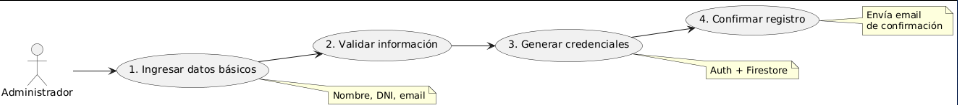 Administrador
1. Ingresar datos básicos
Nombre, DNI, email
2. Validar información
3. Generar credenciales
Auth + Firestore
4. Confirmar registro
Envía email
de confirmación